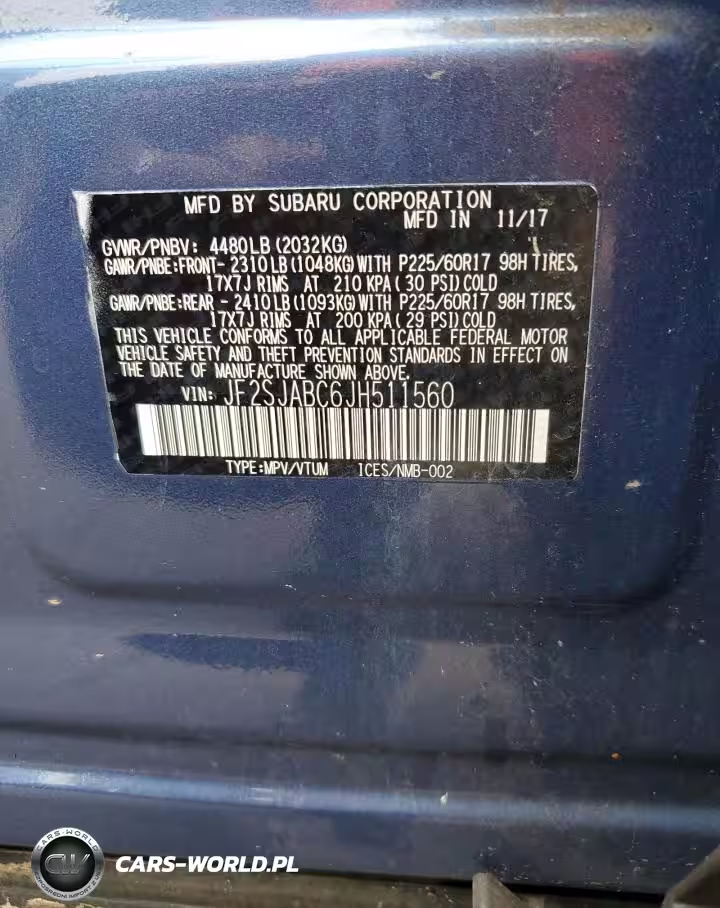 MFD BY SUBARU CORPORATION
MFD IN 11/17
GVWR/PNBV: 4480LB(2032KG)
GAWR/PNBE:FRONT- 2310LB(1048KG)WITH P225/60R17 98H TIRES,
17X7J RIMS AT 210 KPA( 30 PSI)COLD
GAWR/PNBE:REAR - 2410LB(1093KG)WITH P225/60R17 98H TIRES,
17X7J RIMS AT 200 KPA( 29 PSI)COLD
THIS VEHICLE CONFORMS TO ALL APPLICABLE FEDERAL MOTOR
VEHICLE SAFETY AND THEFT PREVENTION STANDARDS IN EFFECT ON
THE DATE OF MANUFACTURE SHOWN ABOVE.
VIN: JF2SJABC6JH511560
TYPE:MPV/VTUM ICES/NMB-002
CARS-WORLD
CW
CARS-WORLD.PL